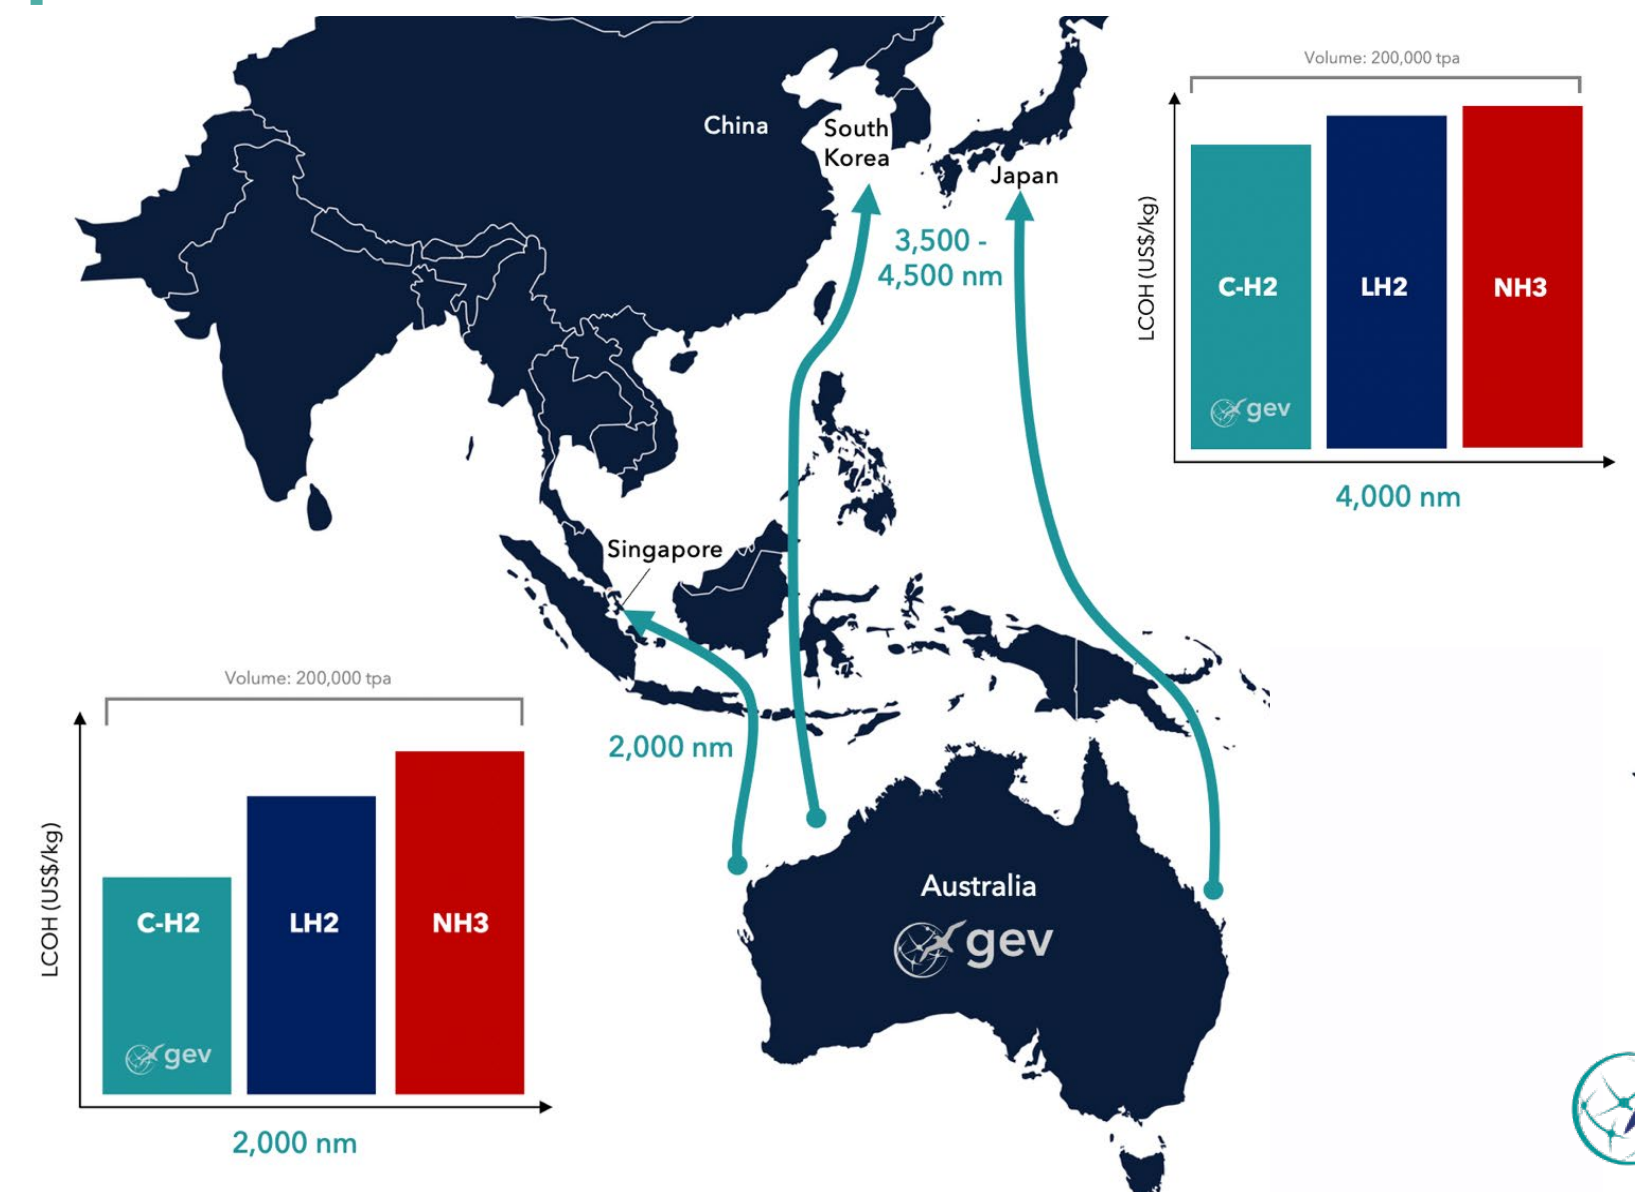 Volume: 200,000 tpa
LCOH (US$/kg)
C-H2
LH2
NH3
gev
4,000 nm
China
South
Korea
Japan
3,500 -
4,500 nm
Singapore
2,000 nm
Australia
gev
Volume: 200,000 tpa
LCOH (US$/kg)
C-H2
LH2
NH3
gev
2,000 nm